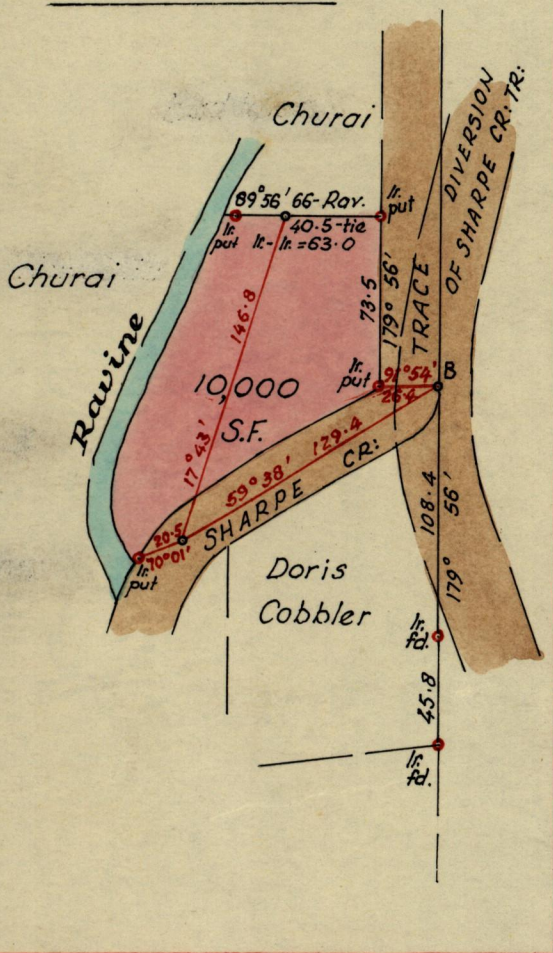 Churai
DIVERSION
OF SHARPE CR: TR:
89°56' 66-Rav.
Ir. put
40.5-tie
Ir. put
Ir-Ir.=63.0
Churai
Ravine
146.8
17°43'
73.5
179° 56'
TRACE
10,000
S.F.
Ir. put
91°54'
26.4
B
59°38' 129.4
SHARPE CR:
20.5
70°01'
Ir. put
108.4
179° 56'
Doris
Cobbler
Ir. fd.
45.8
Ir. fd.